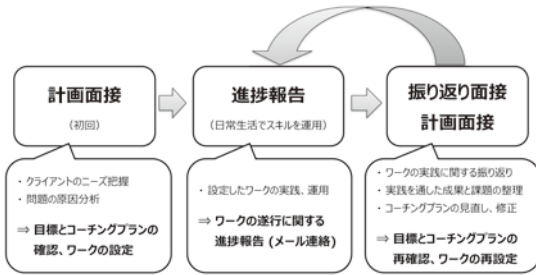 計画面接
(初回)
・クライアントのニーズ把握
・問題の原因分析
⇒ 目標とコーチングプランの
確認、ワークの設定
進捗報告
(日常生活でスキルを運用)
・設定したワークの実践、運用
⇒ ワークの遂行に関する
進捗報告 (メール連絡)
振り返り面接
計画面接
・ワークの実践に関する振り返り
・実践を通した成果と課題の整理
・コーチングプランの見直し、修正
⇒ 目標とコーチングプランの
再確認、ワークの再設定